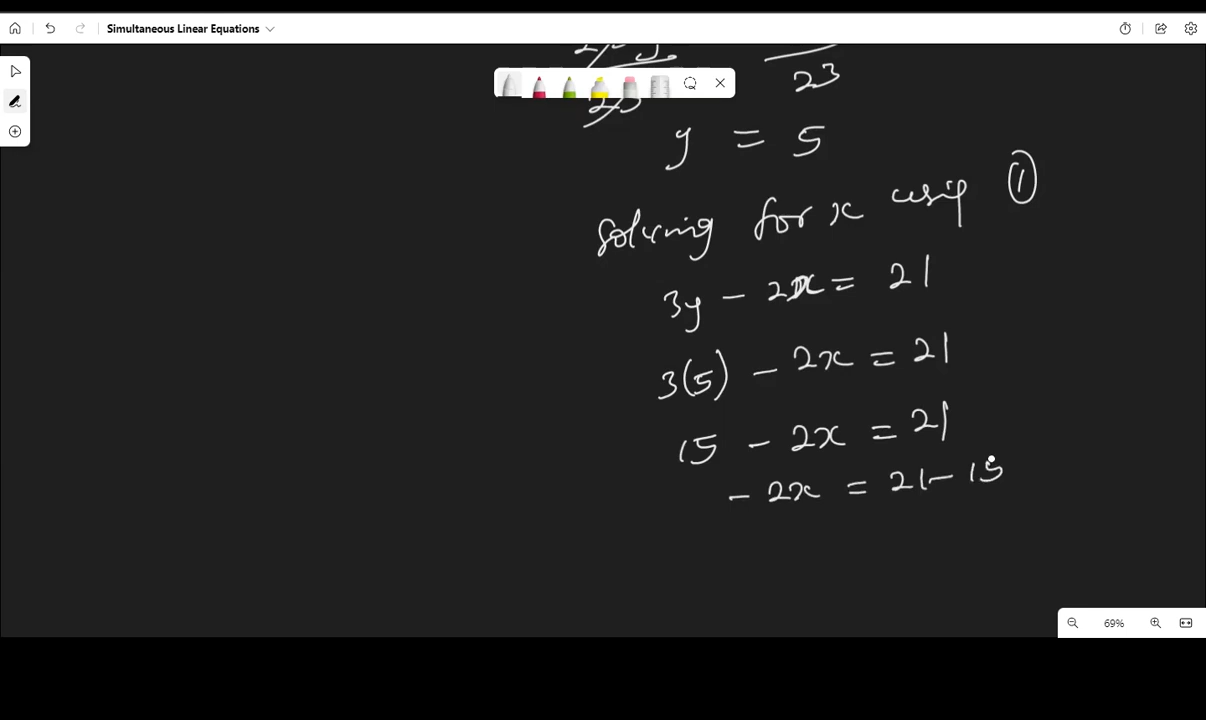 Simultaneous Linear Equations
23
23
y = 5
Solving for x using ①
3y - 2x = 21
3(5) - 2x = 21
15 - 2x = 21
- 2x = 21 - 15
69%